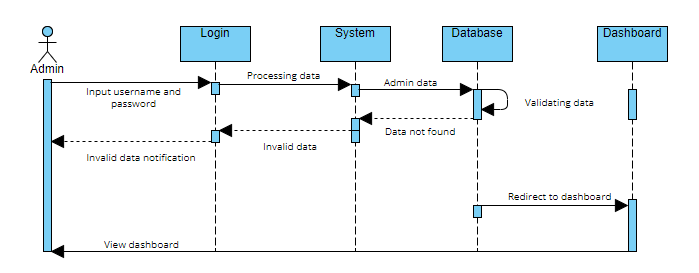 Login
System
Database
Dashboard
Admin
Input username and
password
Processing data
Admin data
Validating data
Data not found
Invalid data
Invalid data notification
Redirect to dashboard
View dashboard